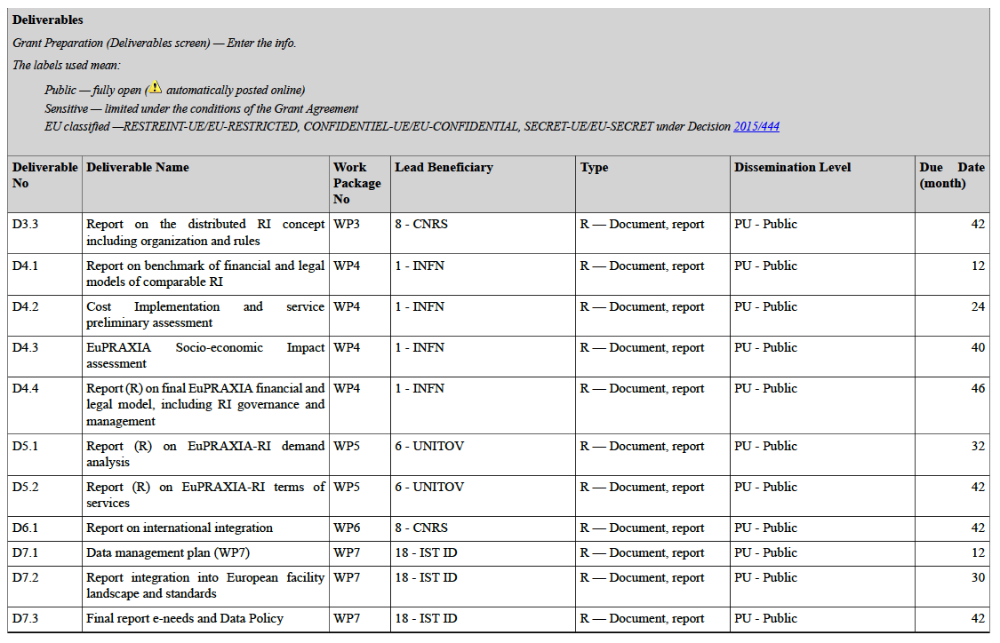 Deliverables
Grant Preparation (Deliverables screen) — Enter the info.
The labels used mean:
Public — fully open ( automatically posted online)
Sensitive — limited under the conditions of the Grant Agreement
EU classified —RESTREINT-UE/EU-RESTRICTED, CONFIDENTIEL-UE/EU-CONFIDENTIAL, SECRET-UE/EU-SECRET under Decision 2015/444
Deliverable No | Deliverable Name | Work Package No | Lead Beneficiary | Type | Dissemination Level | Due Date (month)
D3.3 | Report on the distributed RI concept including organization and rules | WP3 | 8 - CNRS | R — Document, report | PU - Public | 42
D4.1 | Report on benchmark of financial and legal models of comparable RI | WP4 | 1 - INFN | R — Document, report | PU - Public | 12
D4.2 | Cost Implementation and service preliminary assessment | WP4 | 1 - INFN | R — Document, report | PU - Public | 24
D4.3 | EuPRAXIA Socio-economic Impact assessment | WP4 | 1 - INFN | R — Document, report | PU - Public | 40
D4.4 | Report (R) on final EuPRAXIA financial and legal model, including RI governance and management | WP4 | 1 - INFN | R — Document, report | PU - Public | 46
D5.1 | Report (R) on EuPRAXIA-RI demand analysis | WP5 | 6 - UNITOV | R — Document, report | PU - Public | 32
D5.2 | Report (R) on EuPRAXIA-RI terms of services | WP5 | 6 - UNITOV | R — Document, report | PU - Public | 42
D6.1 | Report on international integration | WP6 | 8 - CNRS | R — Document, report | PU - Public | 42
D7.1 | Data management plan (WP7) | WP7 | 18 - IST ID | R — Document, report | PU - Public | 12
D7.2 | Report integration into European facility landscape and standards | WP7 | 18 - IST ID | R — Document, report | PU - Public | 30
D7.3 | Final report e-needs and Data Policy | WP7 | 18 - IST ID | R — Document, report | PU - Public | 42